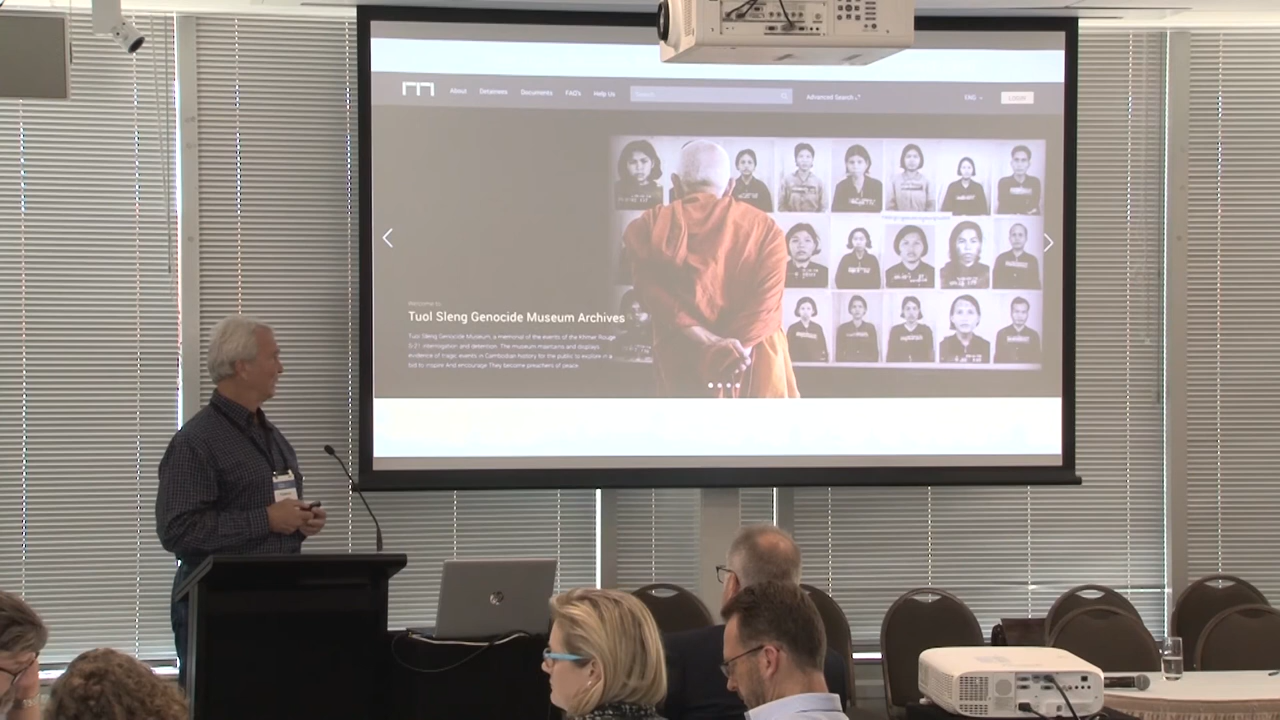 About Detainees Documents FAQ's Help Us Search... Advanced Search ENG LOGIN
Welcome to
Tuol Sleng Genocide Museum Archives
Tuol Sleng Genocide Museum, a memorial of the events of the Khmer Rouge
S-21 interrogation and detention. The museum maintains and displays
evidence of tragic events in Cambodian history for the public to explore in a
bid to inspire And encourage They become preachers of peace
hp